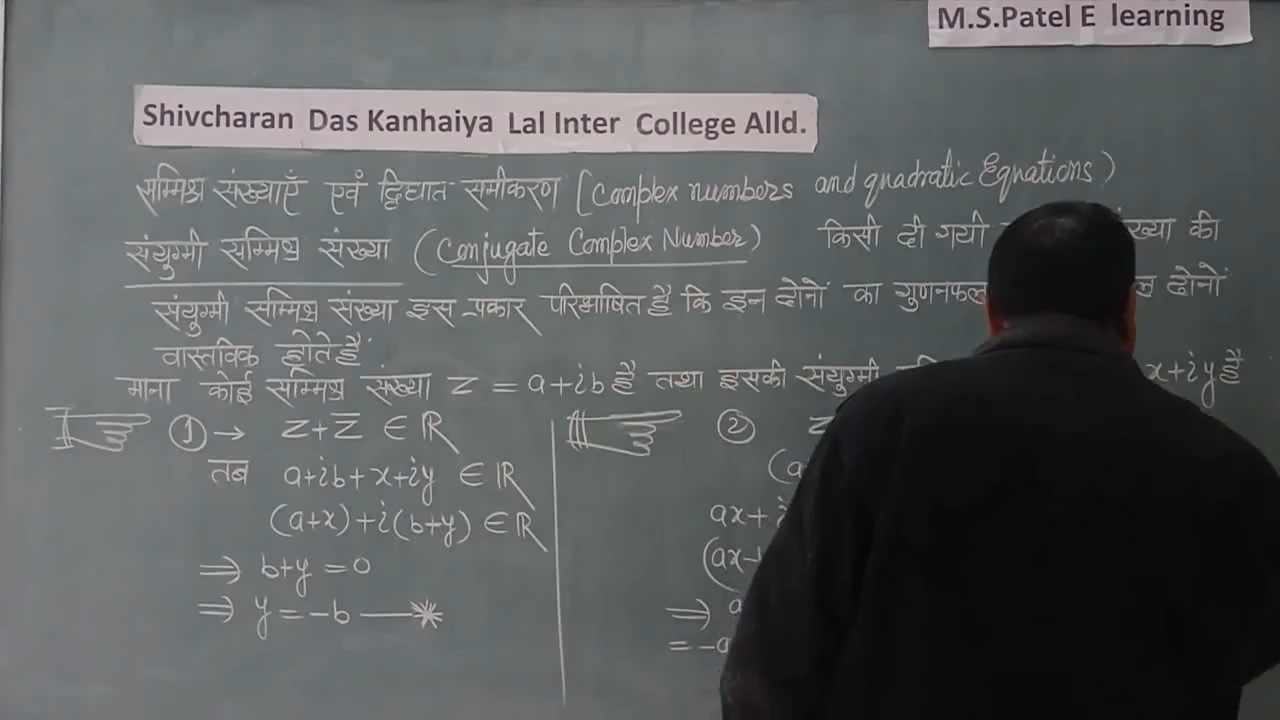 M.S.Patel E learning
Shivcharan Das Kanhaiya Lal Inter College Alld.
सम्मिश्र संख्याएँ एवं द्विघात समीकरण [Complex numbers and quadratic Equations)
संयुग्मी सम्मिश्र संख्या (Conjugate Complex Number) किसी दी गयी संख्या की
संयुग्मी सम्मिश्र संख्या इस प्रकार परिभाषित है कि इन दोनों का गुणनफल दोनों
वास्तविक होते हैं
माना कोई सम्मिश्र संख्या z = a+ib है तथा इसकी संयुग्मी x+iy है
① → z+z̅ ∈ ℝ
तब a+ib+x+iy ∈ ℝ
(a+x)+i(b+y) ∈ ℝ
⇒ b+y = 0
⇒ y = -b
② z
(a
ax+i
(ax-
⇒ a
= -a